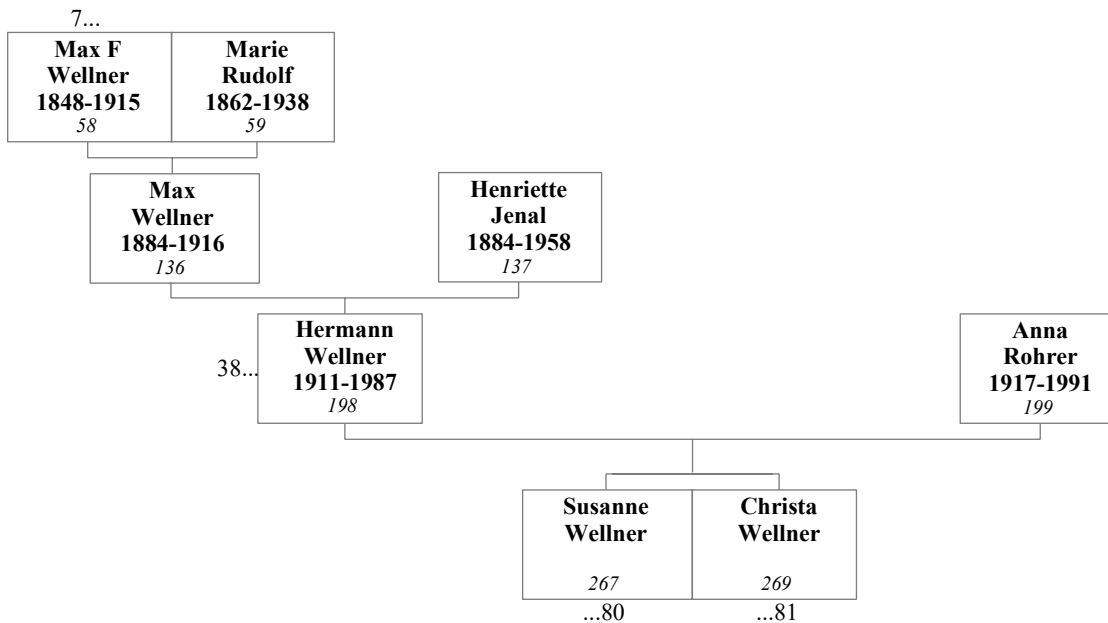 7...
Max F
Wellner
1848-1915
58
Marie
Rudolf
1862-1938
59
Max
Wellner
1884-1916
136
Henriette
Jenal
1884-1958
137
38...
Hermann
Wellner
1911-1987
198
Anna
Rohrer
1917-1991
199
Susanne
Wellner
267
...80
Christa
Wellner
269
...81